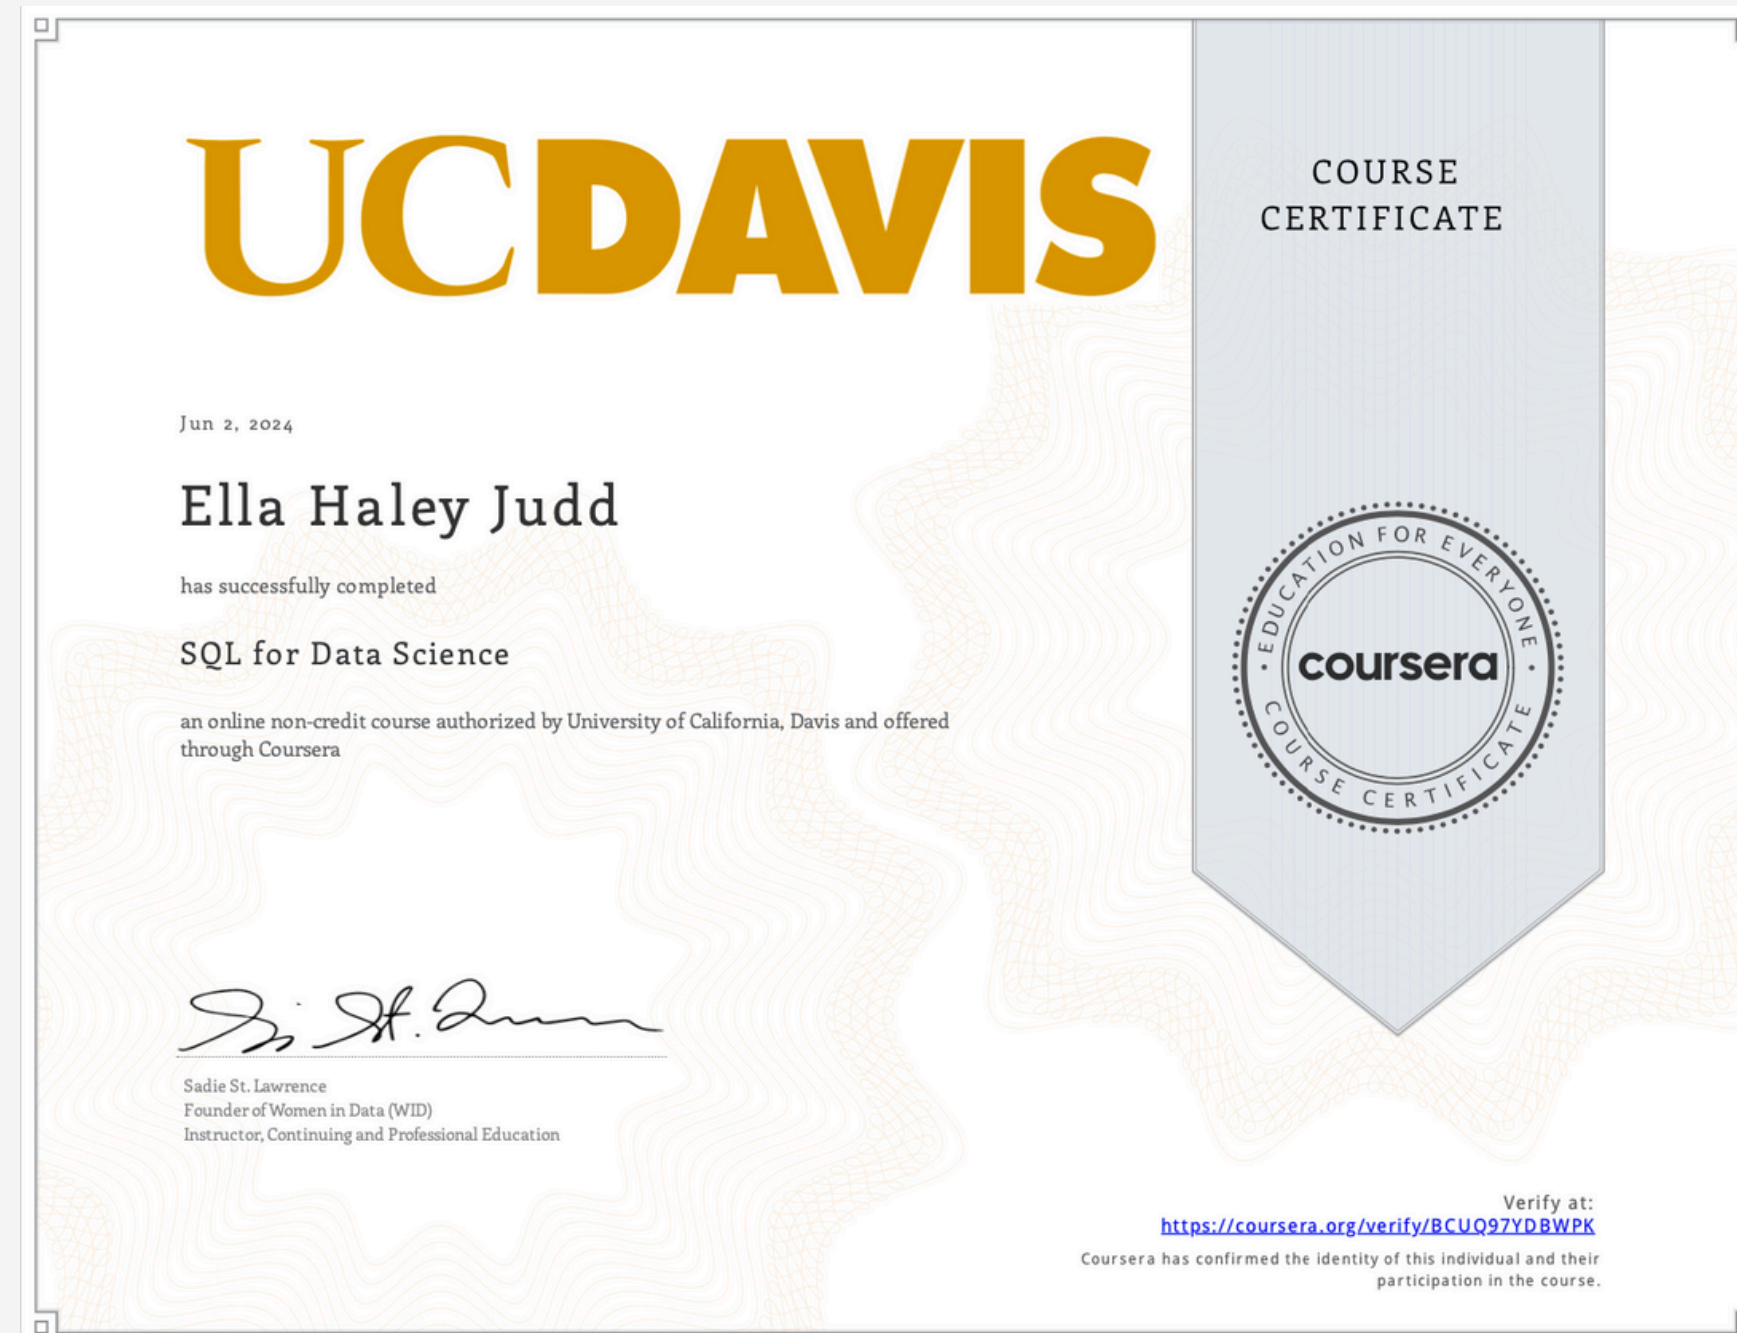 UCDAVIS
COURSE
CERTIFICATE
Jun 2, 2024
Ella Haley Judd
has successfully completed
SQL for Data Science
an online non-credit course authorized by University of California, Davis and offered
through Coursera
EDUCATION FOR EVERYONE
coursera
COURSE CERTIFICATE
Sadie St. Lawrence
Founder of Women in Data (WID)
Instructor, Continuing and Professional Education
Verify at:
https://coursera.org/verify/BCUQ97YDBWPK
Coursera has confirmed the identity of this individual and their
participation in the course.